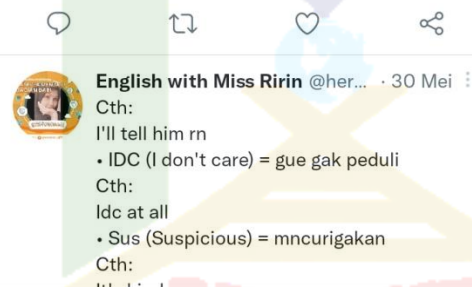 English with Miss Ririn @her... · 30 Mei
Cth:
I'll tell him rn
• IDC (I don't care) = gue gak peduli
Cth:
Idc at all
• Sus (Suspicious) = mncurigakan
Cth: